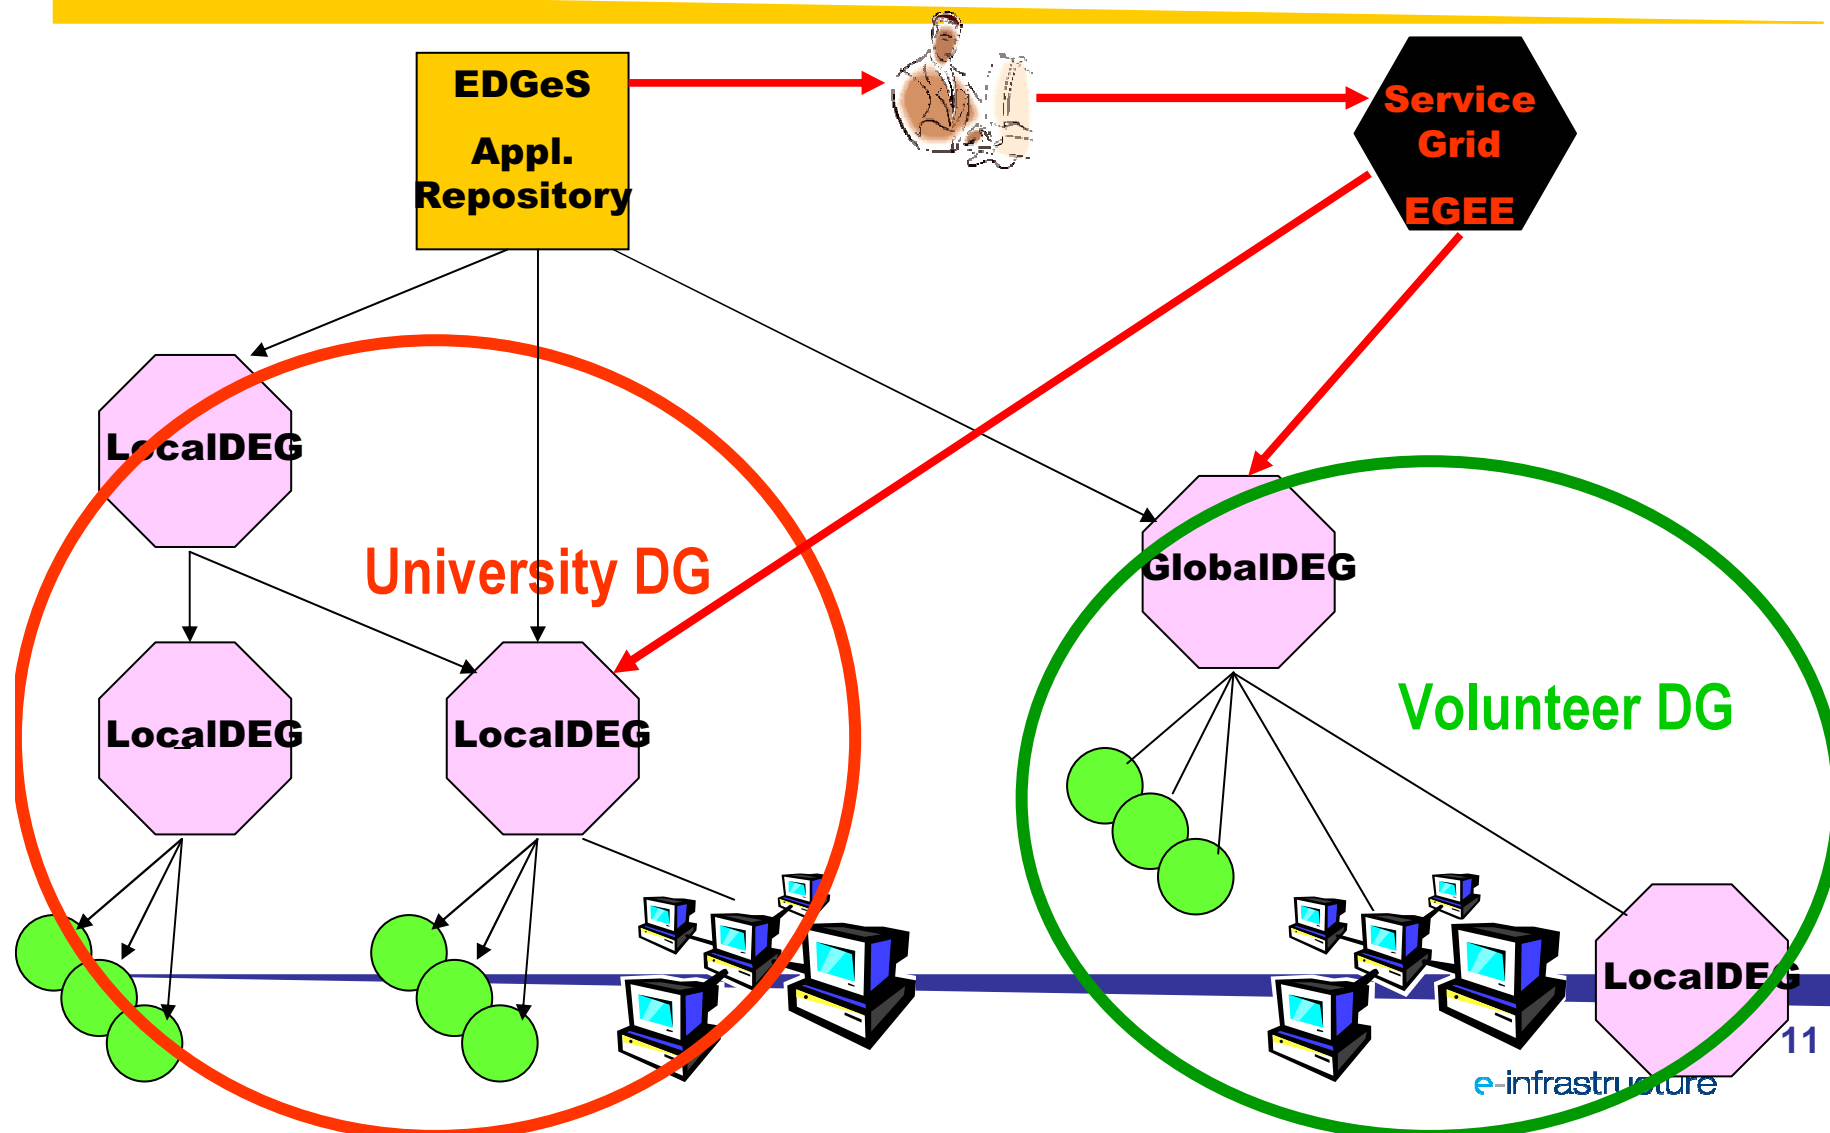 EDGeS
Appl.
Repository
Service
Grid
EGEE
LocalDEG
University DG
GlobalDEG
Volunteer DG
LocalDEG
LocalDEG
LocalDEG
11
e-infrastructure